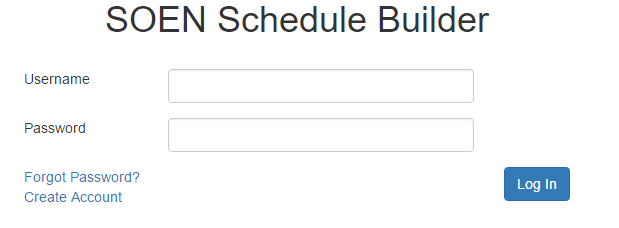 SOEN Schedule Builder
Username
Password
Forgot Password?
Create Account
Log In